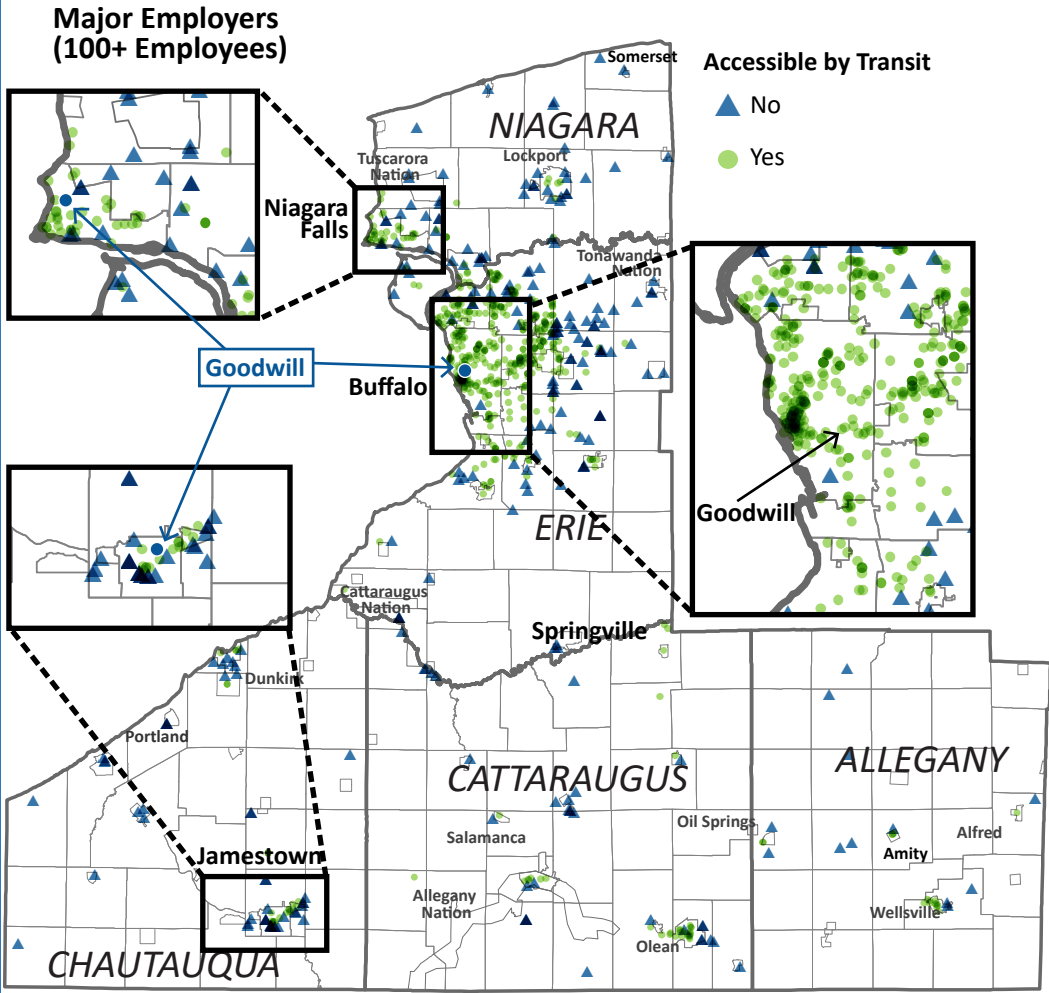 Major Employers
(100+ Employees)
Accessible by Transit
No
Yes
Somerset
NIAGARA
Tuscarora
Nation
Lockport
Niagara
Falls
Tonawanda
Nation
Goodwill
Buffalo
Goodwill
ERIE
Cattaraugus
Nation
Springville
Dunkirk
Portland
CATTARAUGUS
ALLEGANY
Oil Springs
Salamanca
Alfred
Amity
Jamestown
Allegany
Nation
Wellsville
Olean
CHAUTAUQUA